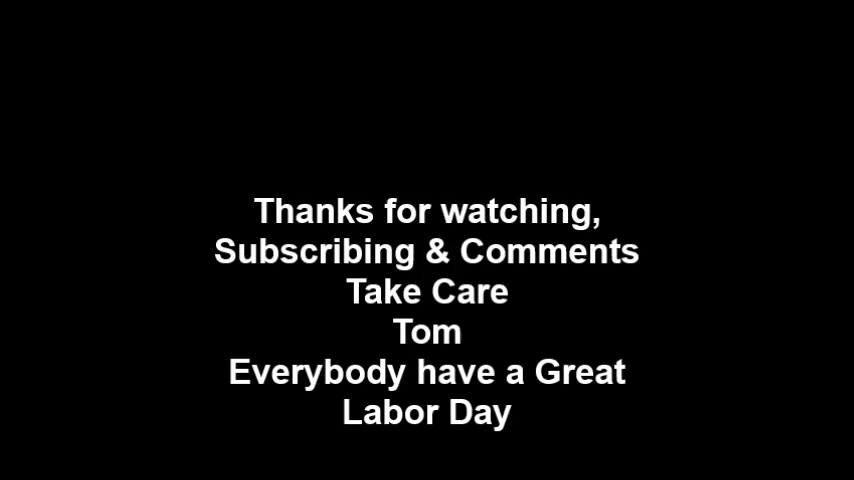 Thanks for watching,
Subscribing & Comments
Take Care
Tom
Everybody have a Great
Labor Day